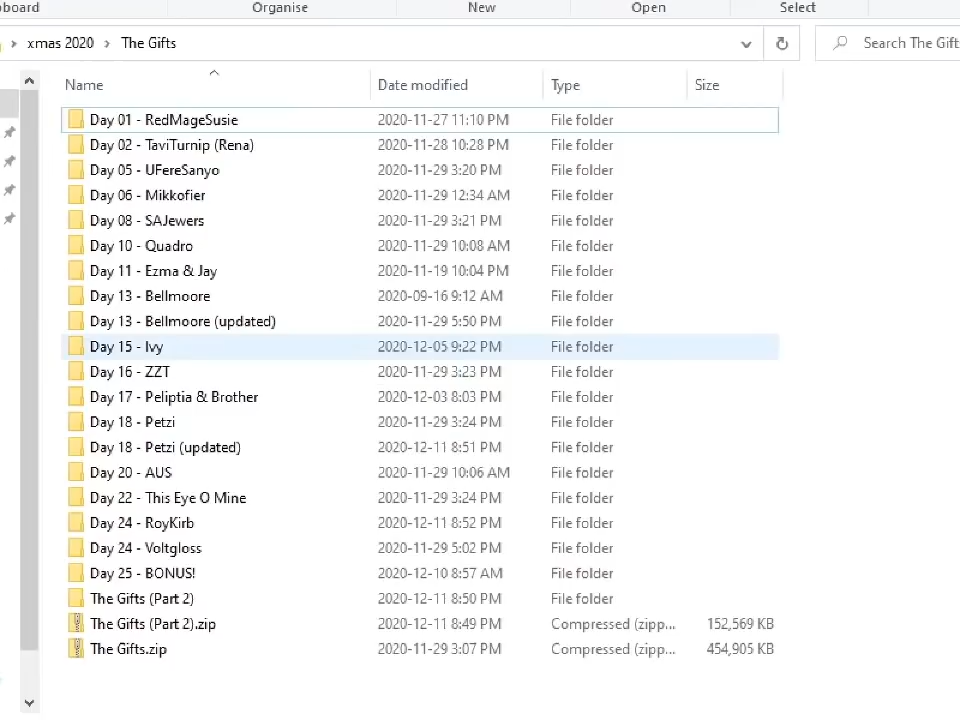 board Organise New Open Select
xmas 2020 The Gifts Search The Gift
Name Date modified Type Size
Day 01 - RedMageSusie 2020-11-27 11:10 PM File folder
Day 02 - TaviTurnip (Rena) 2020-11-28 10:28 PM File folder
Day 05 - UFereSanyo 2020-11-29 3:20 PM File folder
Day 06 - Mikkofier 2020-11-29 12:34 AM File folder
Day 08 - SAJewers 2020-11-29 3:21 PM File folder
Day 10 - Quadro 2020-11-29 10:08 AM File folder
Day 11 - Ezma & Jay 2020-11-19 10:04 PM File folder
Day 13 - Bellmoore 2020-09-16 9:12 AM File folder
Day 13 - Bellmoore (updated) 2020-11-29 5:50 PM File folder
Day 15 - Ivy 2020-12-05 9:22 PM File folder
Day 16 - ZZT 2020-11-29 3:23 PM File folder
Day 17 - Peliptia & Brother 2020-12-03 8:03 PM File folder
Day 18 - Petzi 2020-11-29 3:24 PM File folder
Day 18 - Petzi (updated) 2020-12-11 8:51 PM File folder
Day 20 - AUS 2020-11-29 10:06 AM File folder
Day 22 - This Eye O Mine 2020-11-29 3:24 PM File folder
Day 24 - RoyKirb 2020-12-11 8:52 PM File folder
Day 24 - Voltgloss 2020-11-29 5:02 PM File folder
Day 25 - BONUS! 2020-12-10 8:57 AM File folder
The Gifts (Part 2) 2020-12-11 8:50 PM File folder
The Gifts (Part 2).zip 2020-12-11 8:49 PM Compressed (zipp... 152,569 KB
The Gifts.zip 2020-11-29 3:07 PM Compressed (zipp... 454,905 KB